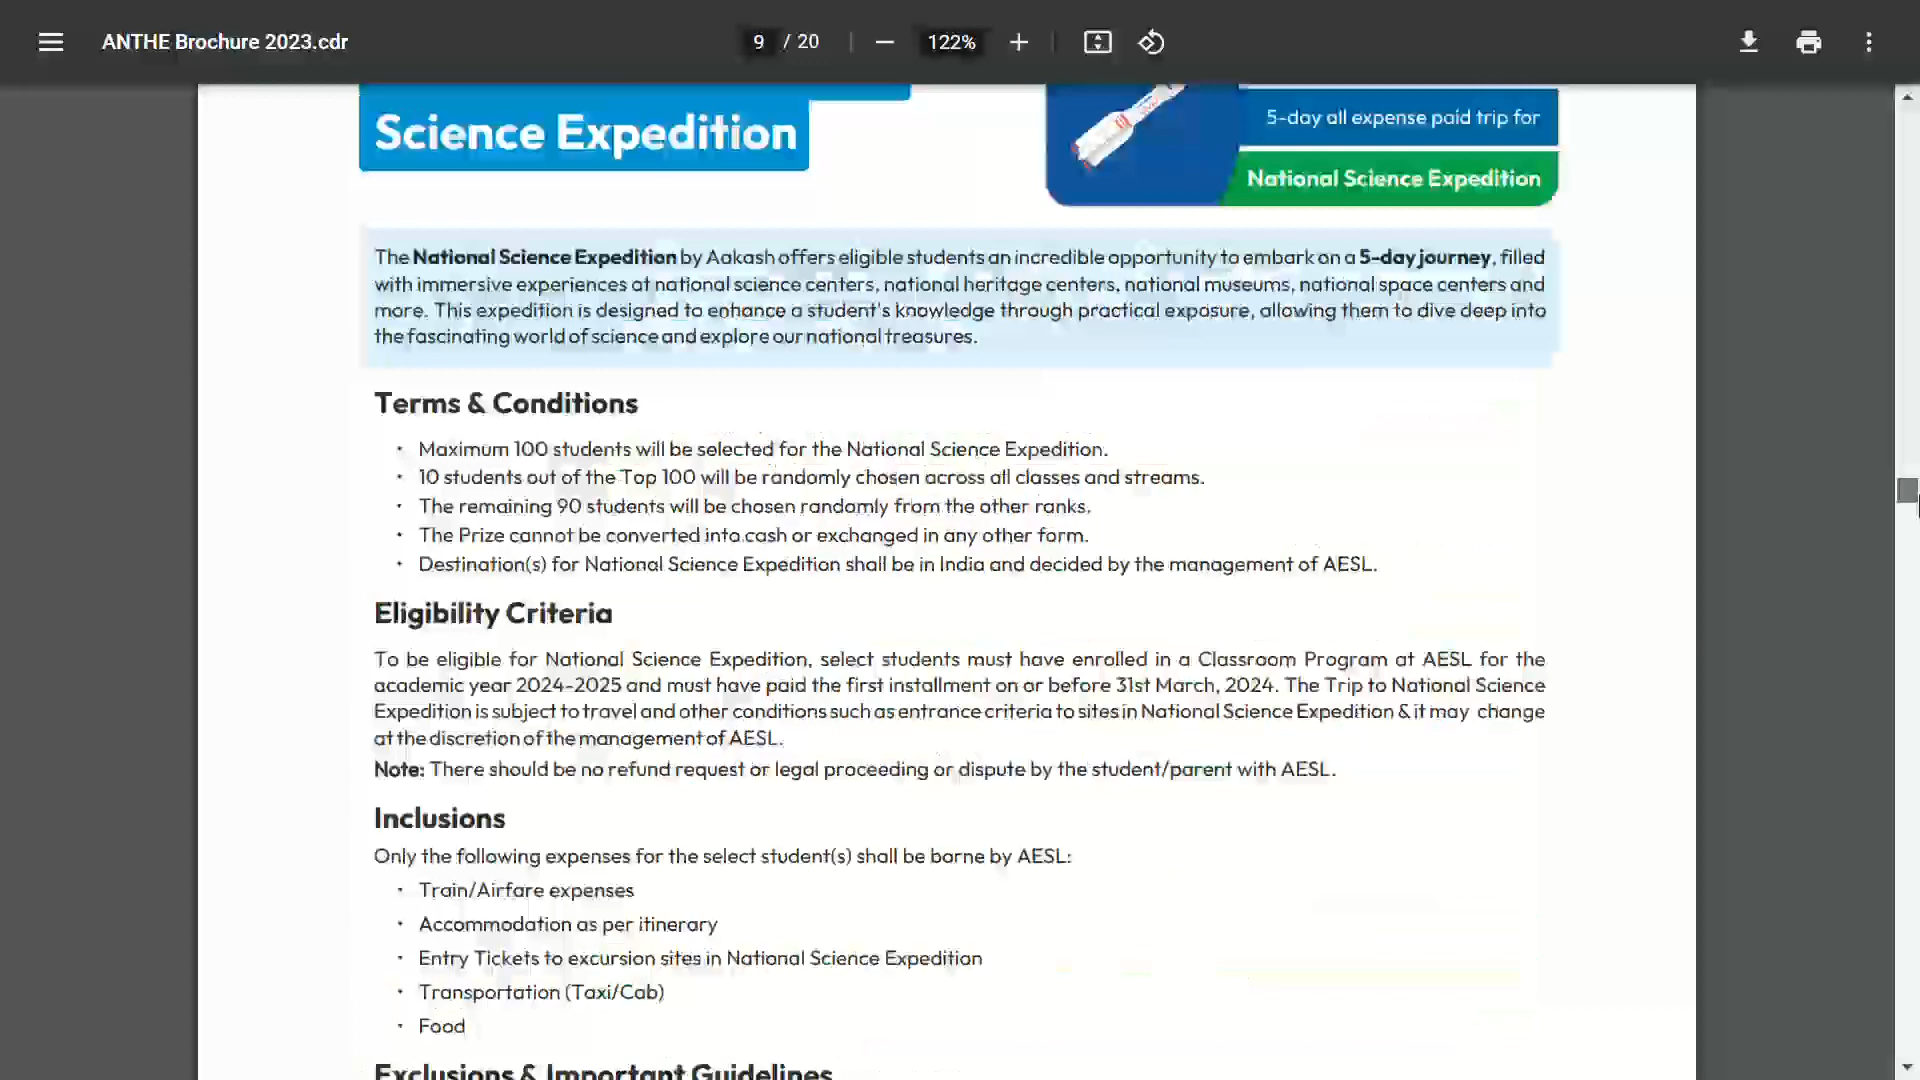 ANTHE Brochure 2023.cdr
9 / 20
122%
Science Expedition
5-day all expense paid trip for
National Science Expedition
The National Science Expedition by Aakash offers eligible students an incredible opportunity to embark on a 5-day journey, filled
with immersive experiences at national science centers, national heritage centers, national museums, national space centers and
more. This expedition is designed to enhance a student's knowledge through practical exposure, allowing them to dive deep into
the fascinating world of science and explore our national treasures.
Terms & Conditions
• Maximum 100 students will be selected for the National Science Expedition.
• 10 students out of the Top 100 will be randomly chosen across all classes and streams.
• The remaining 90 students will be chosen randomly from the other ranks.
• The Prize cannot be converted into cash or exchanged in any other form.
• Destination(s) for National Science Expedition shall be in India and decided by the management of AESL.
Eligibility Criteria
To be eligible for National Science Expedition, select students must have enrolled in a Classroom Program at AESL for the
academic year 2024-2025 and must have paid the first installment on or before 31st March, 2024. The Trip to National Science
Expedition is subject to travel and other conditions such as entrance criteria to sites in National Science Expedition & it may change
at the discretion of the management of AESL.
Note: There should be no refund request or legal proceeding or dispute by the student/parent with AESL.
Inclusions
Only the following expenses for the select student(s) shall be borne by AESL:
• Train/Airfare expenses
• Accommodation as per itinerary
• Entry Tickets to excursion sites in National Science Expedition
• Transportation (Taxi/Cab)
• Food
Exclusions & Important Guidelines